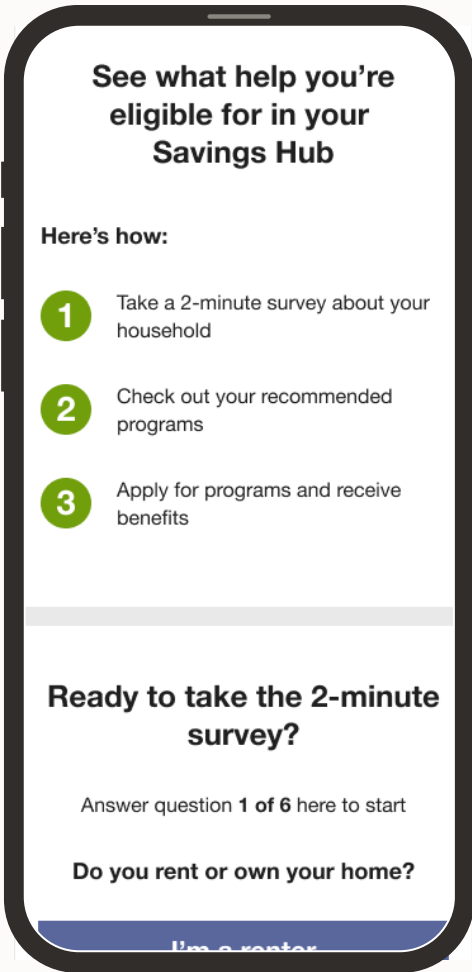 See what help you’re
eligible for in your
Savings Hub
Here’s how:
1
Take a 2-minute survey about your
household
2
Check out your recommended
programs
3
Apply for programs and receive
benefits
Ready to take the 2-minute
survey?
Answer question 1 of 6 here to start
Do you rent or own your home?
I’m a renter